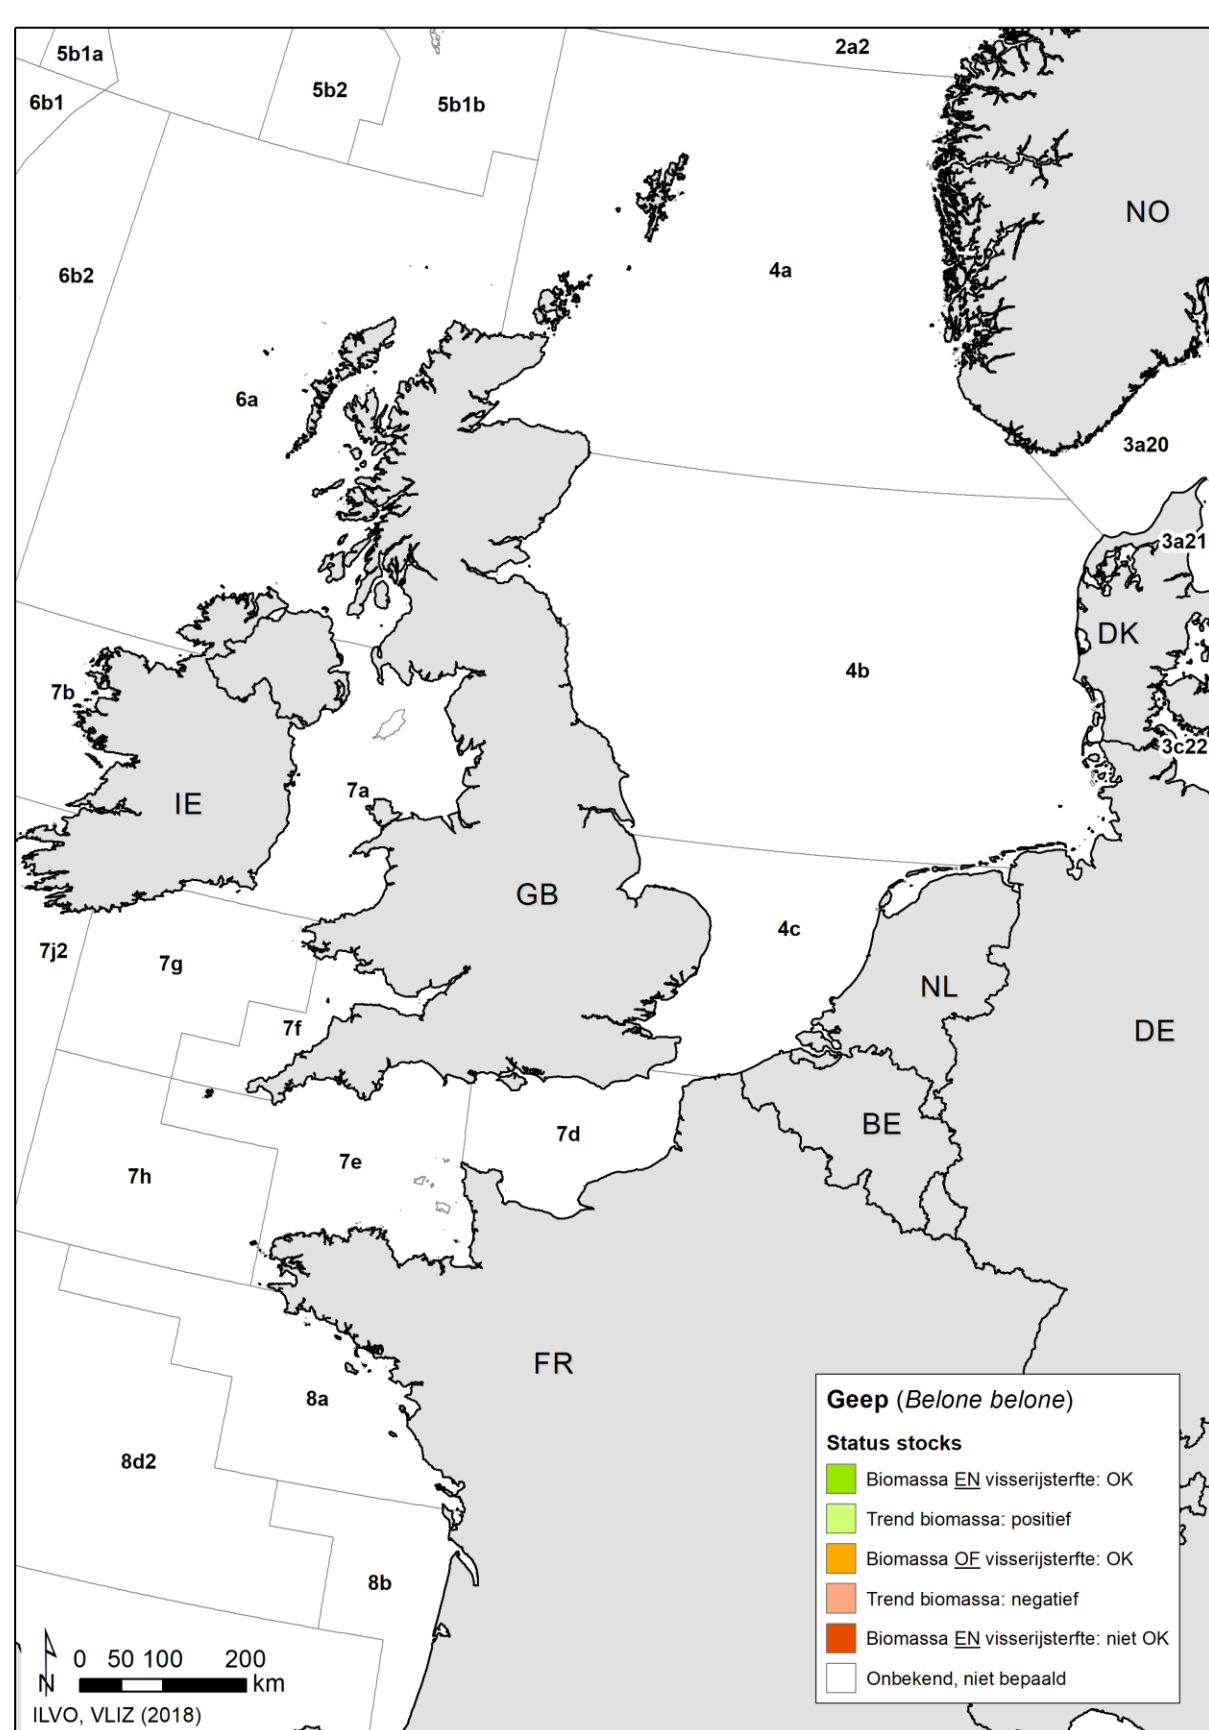 2a2
5b1a
5b2
6b1
5b1b
NO
4a
6b2
6a
3a20
3a21
DK
4b
7b
3c22
7a
IE
GB
4c
7j2
7g
NL
7f
DE
BE
7d
7e
7h
FR
8a
8d2
8b
Geep (Belone belone)
Status stocks
Biomassa EN visserijsterfte: OK
Trend biomassa: positief
Biomassa OF visserijsterfte: OK
Trend biomassa: negatief
Biomassa EN visserijsterfte: niet OK
Onbekend, niet bepaald
0 50 100 200
N km
ILVO, VLIZ (2018)